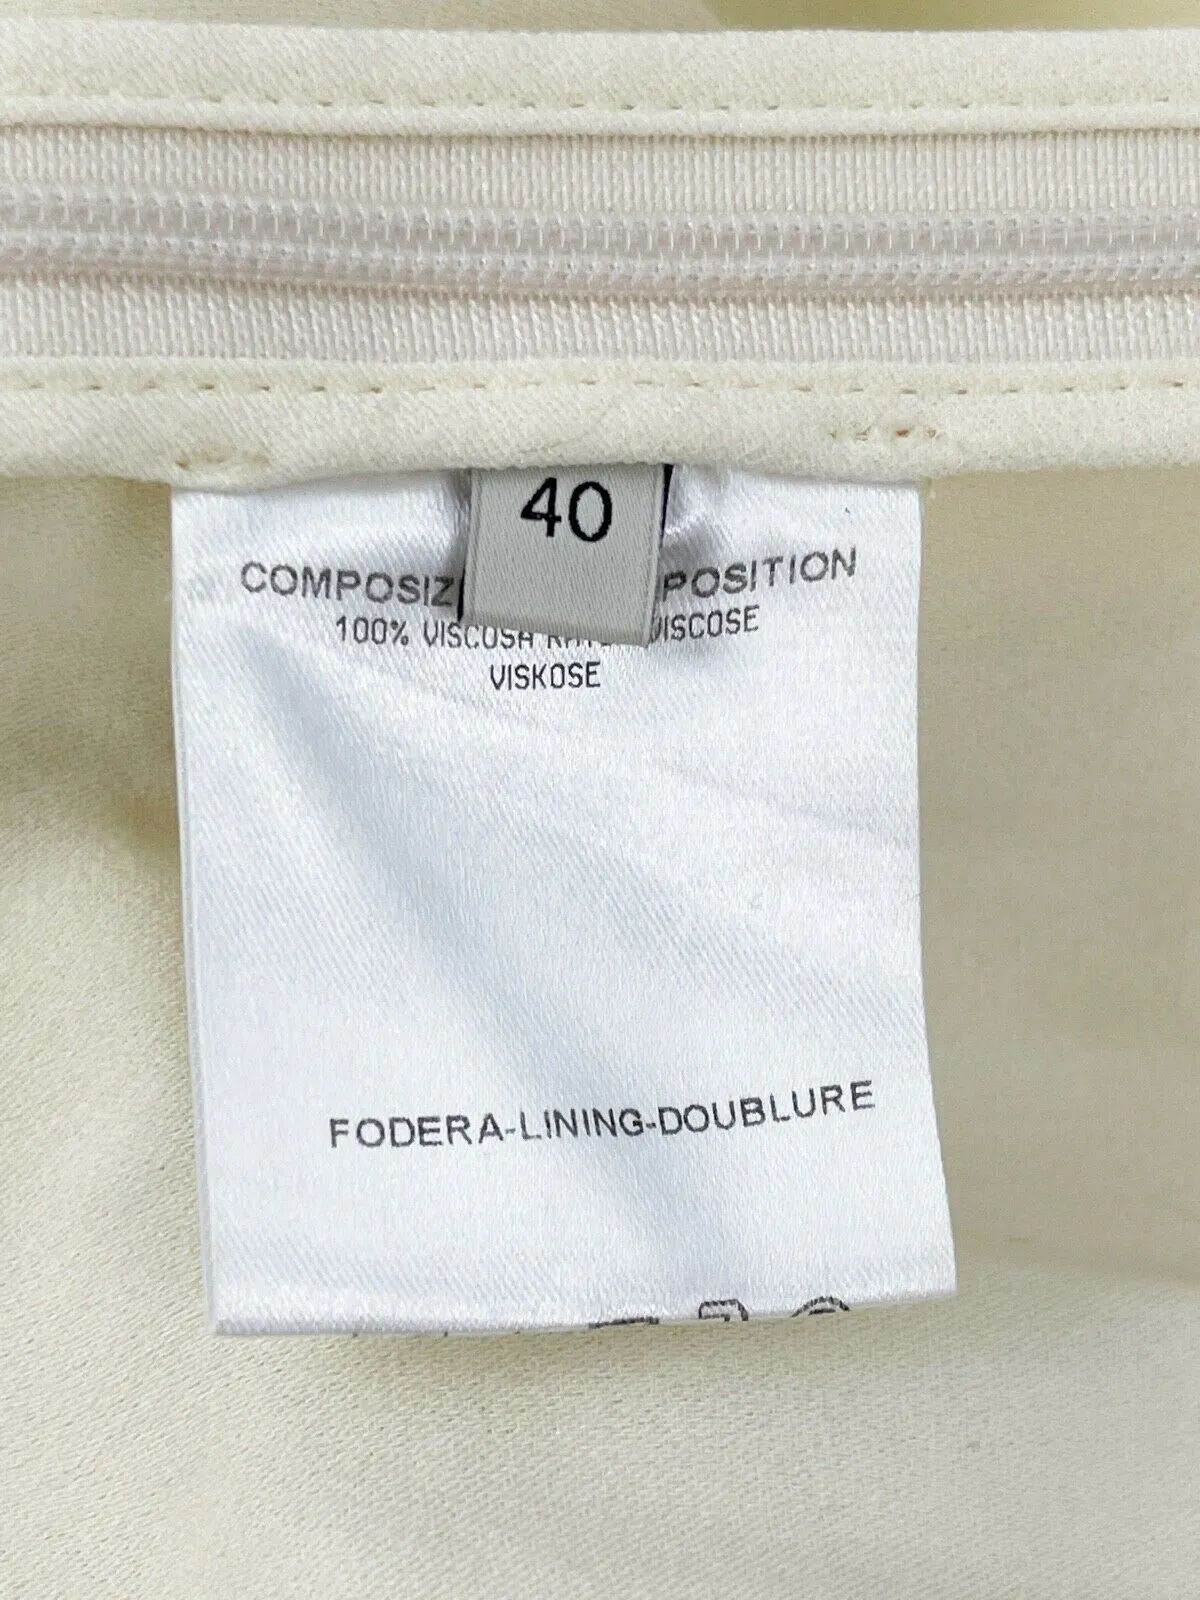 40
COMPOSIZ POSITION
100% VISCOSA VISCOSE
VISKOSE
FODERA-LINING-DOUBLURE